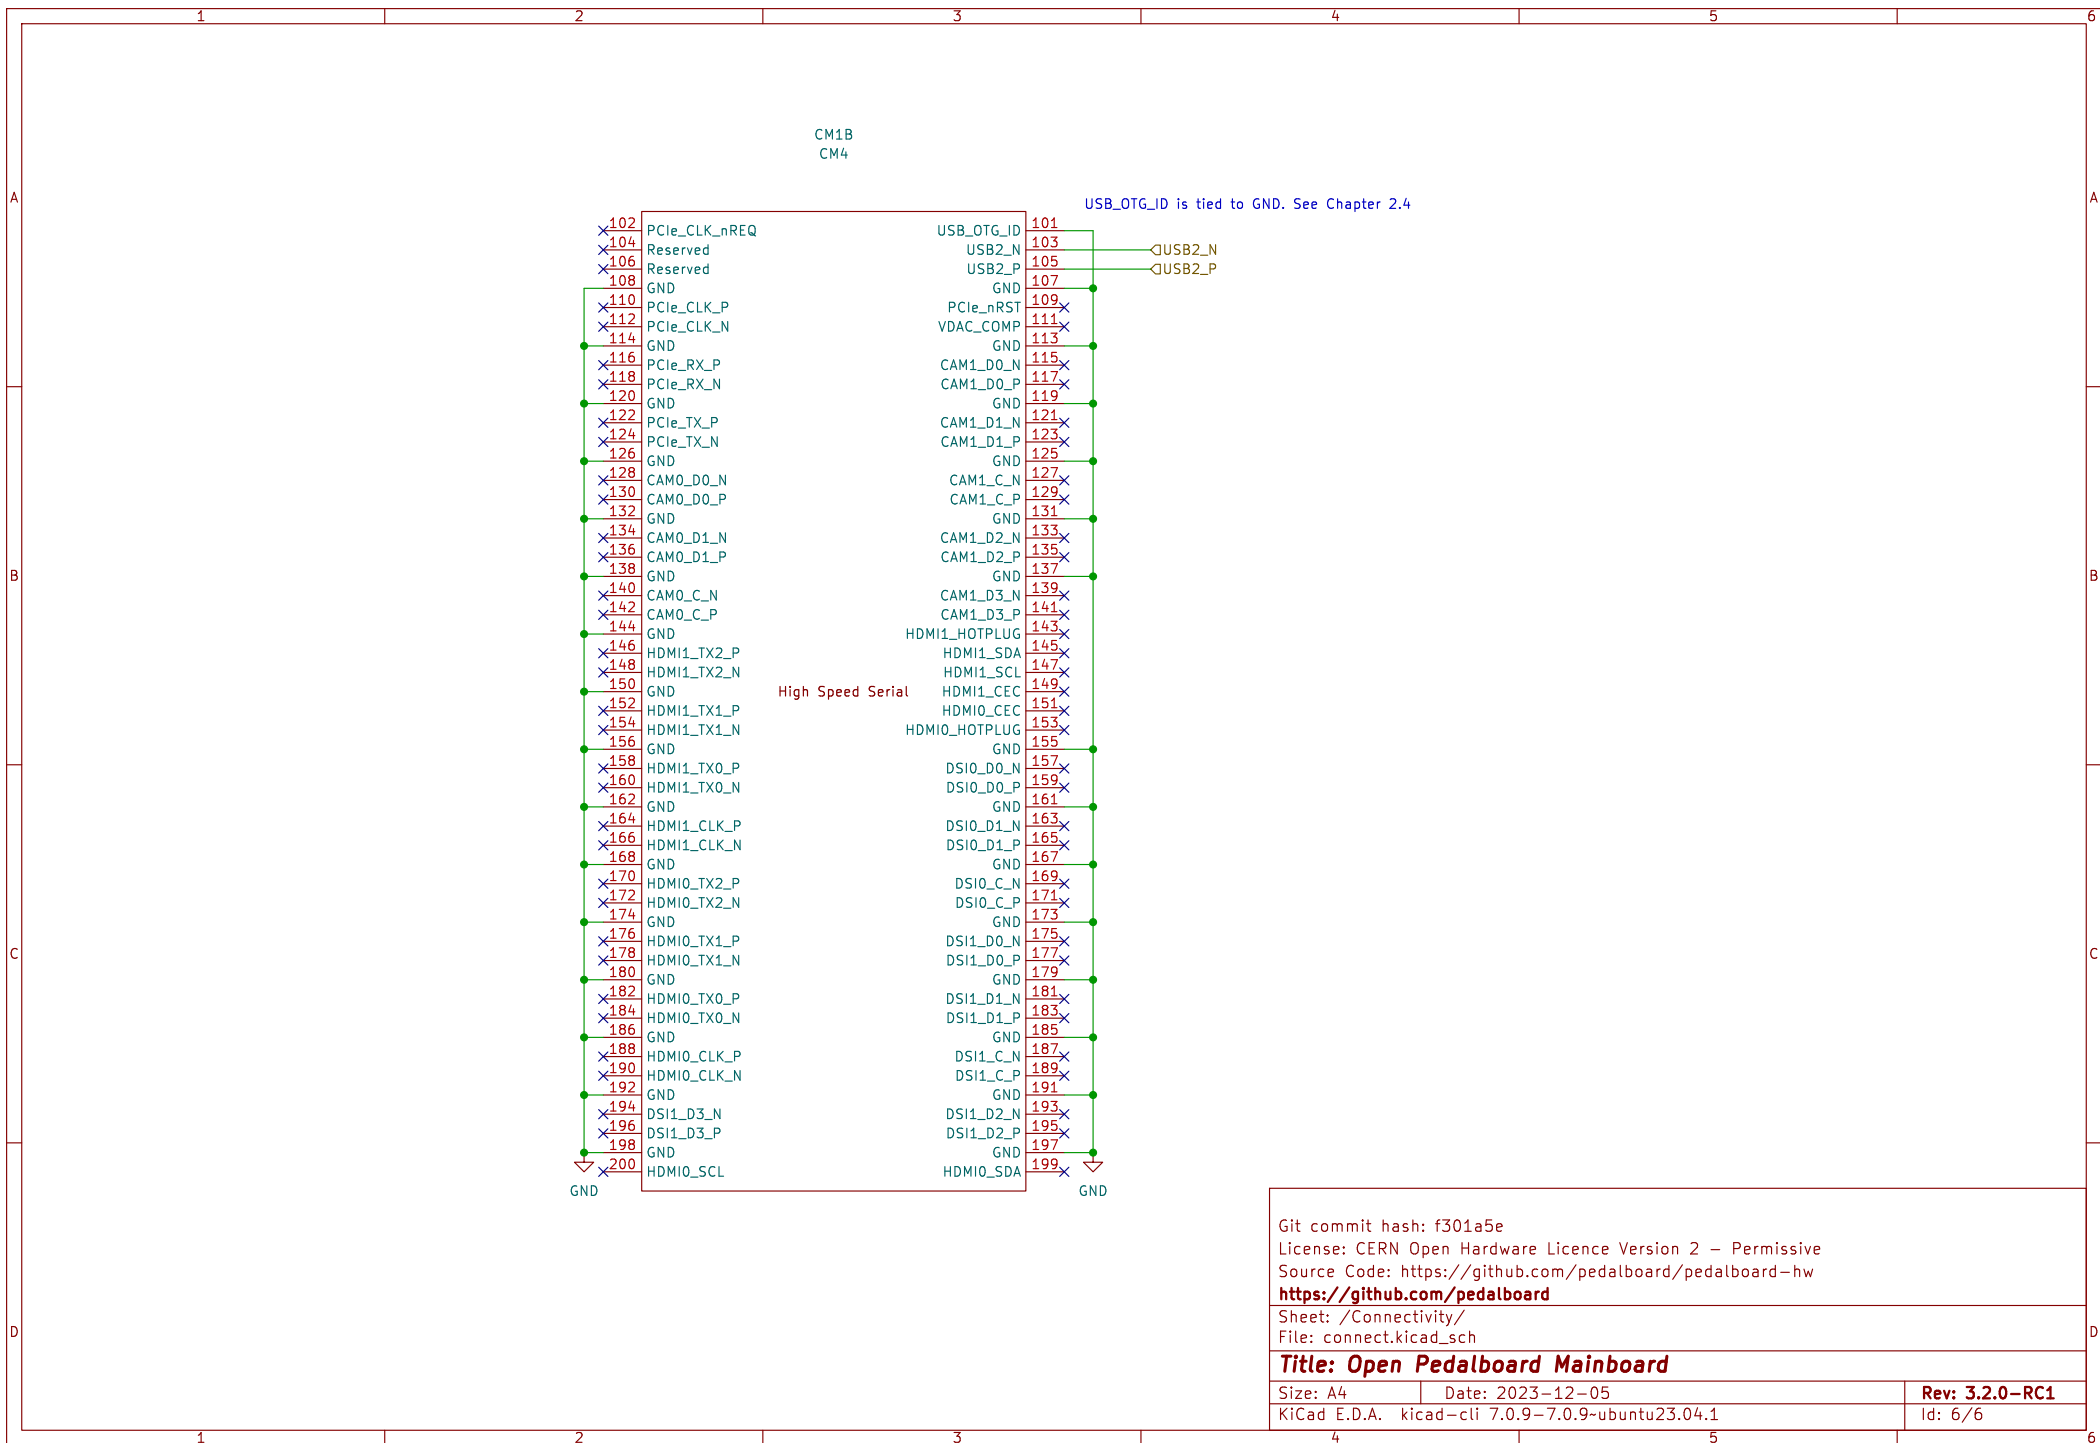 1 2 3 4 5 6
CM1B
CM4
A A
USB_OTG_ID is tied to GND. See Chapter 2.4
102 PCIe_CLK_nREQ USB_OTG_ID 101
104 Reserved USB2_N 103 USB2_N
106 Reserved USB2_P 105 USB2_P
108 GND GND 107
110 PCIe_CLK_P PCIe_nRST 109
112 PCIe_CLK_N VDAC_COMP 111
114 GND GND 113
116 PCIe_RX_P CAM1_D0_N 115
118 PCIe_RX_N CAM1_D0_P 117
120 GND GND 119
122 PCIe_TX_P CAM1_D1_N 121
124 PCIe_TX_N CAM1_D1_P 123
126 GND GND 125
128 CAM0_D0_N CAM1_C_N 127
130 CAM0_D0_P CAM1_C_P 129
132 GND GND 131
134 CAM0_D1_N CAM1_D2_N 133
136 CAM0_D1_P CAM1_D2_P 135
B 138 GND GND 137 B
140 CAM0_C_N CAM1_D3_N 139
142 CAM0_C_P CAM1_D3_P 141
144 GND HDMI1_HOTPLUG 143
146 HDMI1_TX2_P HDMI1_SDA 145
148 HDMI1_TX2_N HDMI1_SCL 147
150 GND High Speed Serial HDMI1_CEC 149
152 HDMI1_TX1_P HDMI0_CEC 151
154 HDMI1_TX1_N HDMI0_HOTPLUG 153
156 GND GND 155
158 HDMI1_TX0_P DSI0_D0_N 157
160 HDMI1_TX0_N DSI0_D0_P 159
162 GND GND 161
164 HDMI1_CLK_P DSI0_D1_N 163
166 HDMI1_CLK_N DSI0_D1_P 165
168 GND GND 167
170 HDMI0_TX2_P DSI0_C_N 169
172 HDMI0_TX2_N DSI0_C_P 171
174 GND GND 173
176 HDMI0_TX1_P DSI1_D0_N 175
C C
178 HDMI0_TX1_N DSI1_D0_P 177
180 GND GND 179
182 HDMI0_TX0_P DSI1_D1_N 181
184 HDMI0_TX0_N DSI1_D1_P 183
186 GND GND 185
188 HDMI0_CLK_P DSI1_C_N 187
190 HDMI0_CLK_N DSI1_C_P 189
192 GND GND 191
194 DSI1_D3_N DSI1_D2_N 193
196 DSI1_D3_P DSI1_D2_P 195
198 GND GND 197
200 HDMI0_SCL HDMI0_SDA 199
GND GND
Git commit hash: f301a5e
License: CERN Open Hardware Licence Version 2 - Permissive
Source Code: https://github.com/pedalboard/pedalboard-hw
https://github.com/pedalboard
Sheet: /Connectivity/
D D
File: connect.kicad_sch
Title: Open Pedalboard Mainboard
Size: A4 Date: 2023-12-05 Rev: 3.2.0-RC1
KiCad E.D.A. kicad-cli 7.0.9-7.0.9~ubuntu23.04.1 Id: 6/6
1 2 3 4 5 6